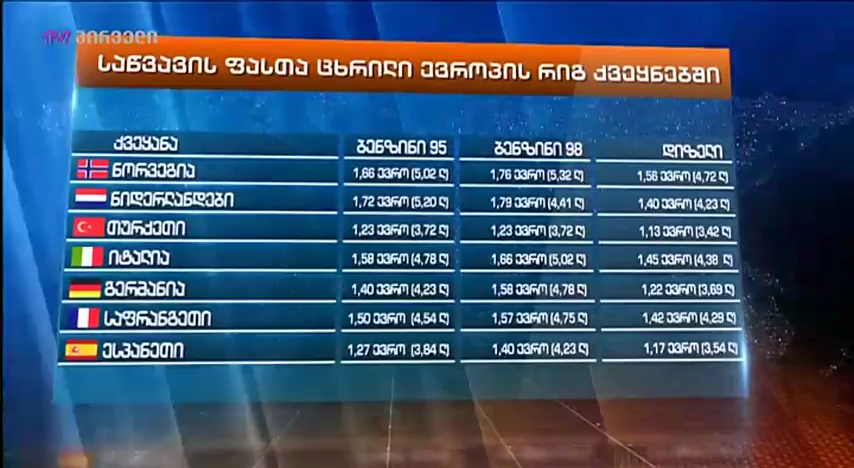 TV პირველი
საწვავის ფასთა ცხრილი ევროპის რიგ ქვეყნებში
ქვეყანა ბენზინი 95 ბენზინი 98 დიზელი
ნორვეგია 1,66 ევრო (5,02 ლ) 1,76 ევრო (5,32 ლ) 1,56 ევრო (4,72 ლ)
ნიდერლანდები 1,72 ევრო (5,20 ლ) 1,79 ევრო (4,41 ლ) 1,40 ევრო (4,23 ლ)
თურქეთი 1,23 ევრო (3,72 ლ) 1,23 ევრო (3,72 ლ) 1,13 ევრო (3,42 ლ)
იტალია 1,58 ევრო (4,78 ლ) 1,66 ევრო (5,02 ლ) 1,45 ევრო (4,38 ლ)
გერმანია 1,40 ევრო (4,23 ლ) 1,58 ევრო (4,78 ლ) 1,22 ევრო (3,69 ლ)
საფრანგეთი 1,50 ევრო (4,54 ლ) 1,57 ევრო (4,75 ლ) 1,42 ევრო (4,29 ლ)
ესპანეთი 1,27 ევრო (3,84 ლ) 1,40 ევრო (4,23 ლ) 1,17 ევრო (3,54 ლ)